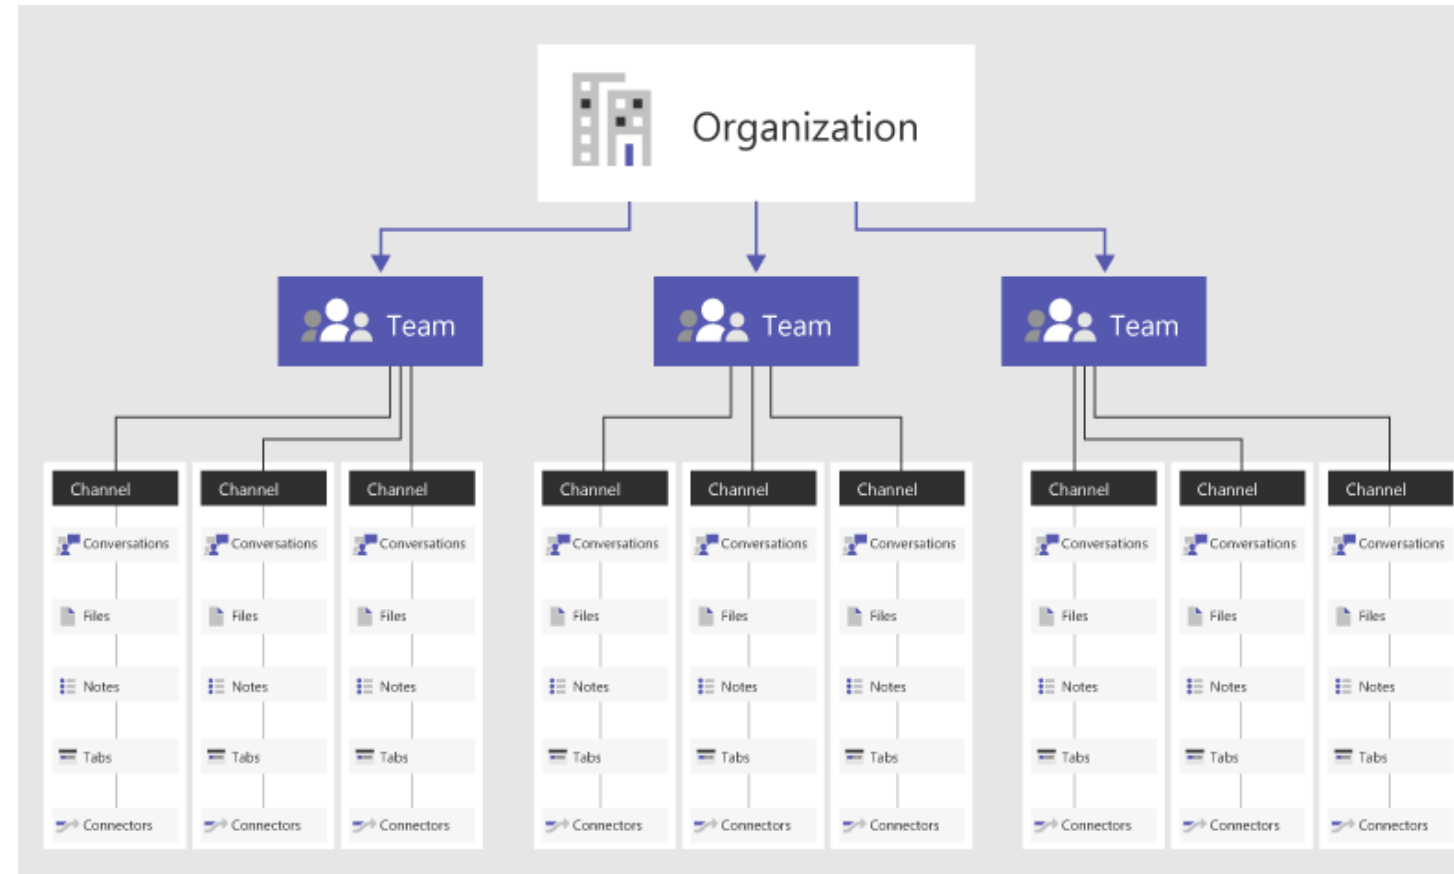 Organization
Team Team Team
Channel Channel Channel Channel Channel Channel Channel Channel Channel
Conversations Conversations Conversations Conversations Conversations Conversations Conversations Conversations Conversations
Files Files Files Files Files Files Files Files Files
Notes Notes Notes Notes Notes Notes Notes Notes Notes
Tabs Tabs Tabs Tabs Tabs Tabs Tabs Tabs Tabs
Connectors Connectors Connectors Connectors Connectors Connectors Connectors Connectors Connectors